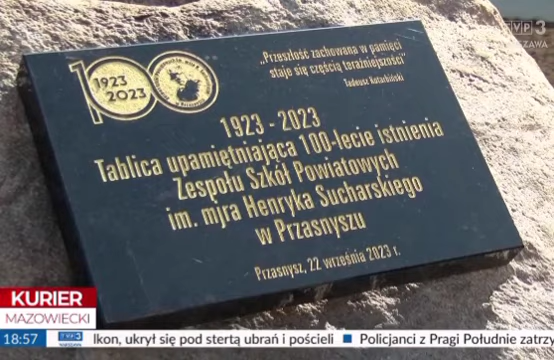 TVP3
WARSZAWA
100
1923
2023
„Przeszłość zachowana w pamięci
staje się częścią teraźniejszości"
Tadeusz Kotarbiński
1923 - 2023
Tablica upamiętniająca 100-lecie istnienia
Zespołu Szkół Powiatowych
im. mjra Henryka Sucharskiego
w Przasnyszu
Przasnysz, 22 września 2023 r.
KURIER
MAZOWIECKI
18:57 TVP3 Ikon, ukrył się pod stertą ubrań i pościeli Policjanci z Pragi Południe zatrzy